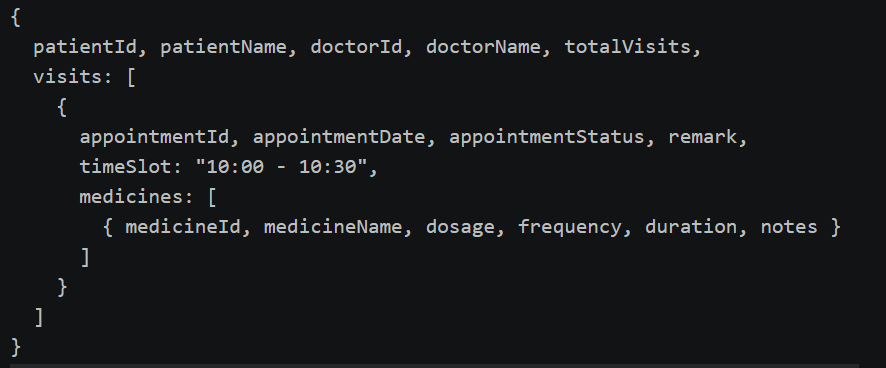 {
  patientId, patientName, doctorId, doctorName, totalVisits,
  visits: [
    {
      appointmentId, appointmentDate, appointmentStatus, remark,
      timeSlot: "10:00 - 10:30",
      medicines: [
        { medicineId, medicineName, dosage, frequency, duration, notes }
      ]
    }
  ]
}